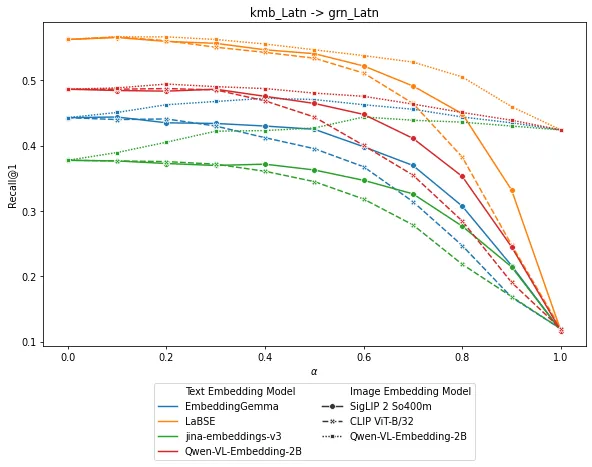 kmb_Latn -> grn_Latn
Recall@1
0.5
0.4
0.3
0.2
0.1
0.0 0.2 0.4 0.6 0.8 1.0
α
Text Embedding Model Image Embedding Model
EmbeddingGemma SigLIP 2 So400m
LaBSE CLIP ViT-B/32
jina-embeddings-v3 Qwen-VL-Embedding-2B
Qwen-VL-Embedding-2B